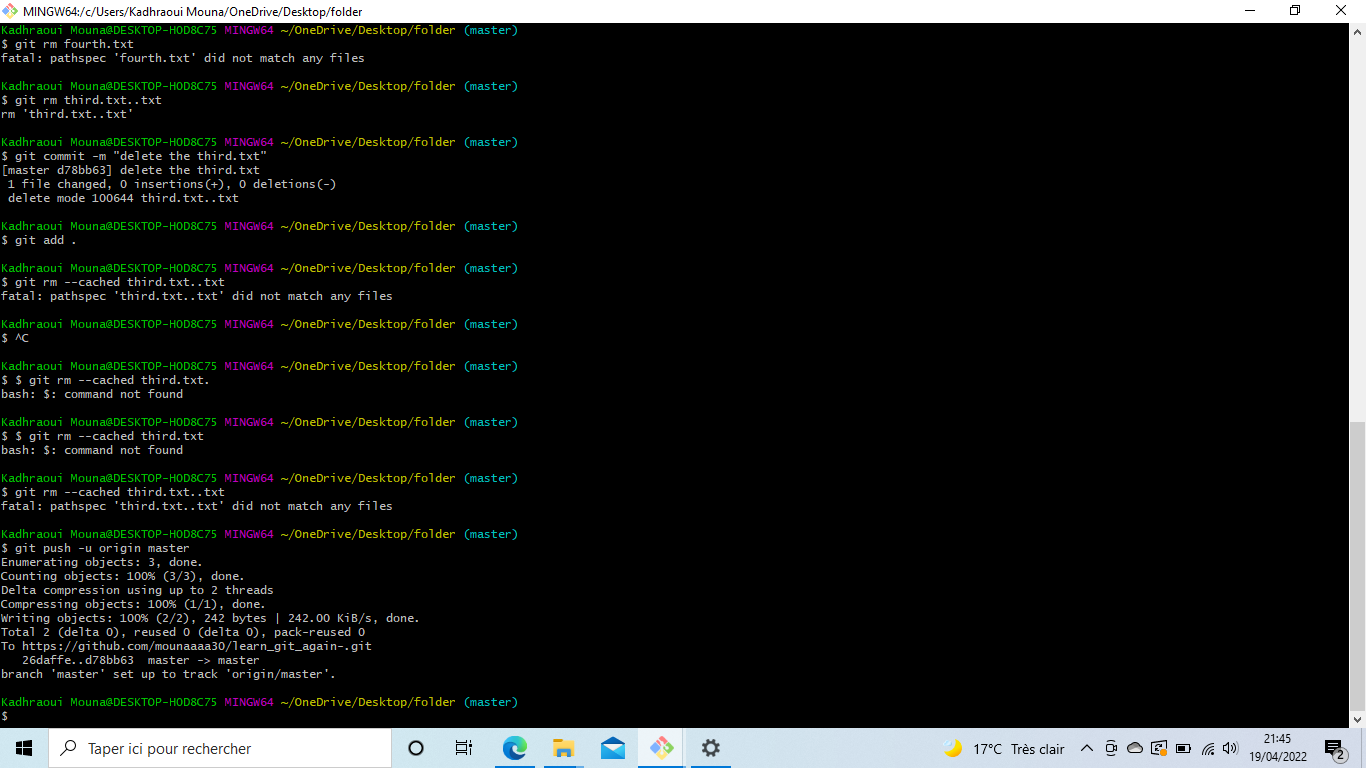 MINGW64:/c/Users/Kadhraoui Mouna/OneDrive/Desktop/folder
Kadhraoui Mouna@DESKTOP-HOD8C75 MINGW64 ~/OneDrive/Desktop/folder (master)
$ git rm fourth.txt
fatal: pathspec 'fourth.txt' did not match any files
Kadhraoui Mouna@DESKTOP-HOD8C75 MINGW64 ~/OneDrive/Desktop/folder (master)
$ git rm third.txt..txt
rm 'third.txt..txt'
Kadhraoui Mouna@DESKTOP-HOD8C75 MINGW64 ~/OneDrive/Desktop/folder (master)
$ git commit -m "delete the third.txt"
[master d78bb63] delete the third.txt
1 file changed, 0 insertions(+), 0 deletions(-)
delete mode 100644 third.txt..txt
Kadhraoui Mouna@DESKTOP-HOD8C75 MINGW64 ~/OneDrive/Desktop/folder (master)
$ git add .
Kadhraoui Mouna@DESKTOP-HOD8C75 MINGW64 ~/OneDrive/Desktop/folder (master)
$ git rm --cached third.txt..txt
fatal: pathspec 'third.txt..txt' did not match any files
Kadhraoui Mouna@DESKTOP-HOD8C75 MINGW64 ~/OneDrive/Desktop/folder (master)
$ ^C
Kadhraoui Mouna@DESKTOP-HOD8C75 MINGW64 ~/OneDrive/Desktop/folder (master)
$ $ git rm --cached third.txt.
bash: $: command not found
Kadhraoui Mouna@DESKTOP-HOD8C75 MINGW64 ~/OneDrive/Desktop/folder (master)
$ $ git rm --cached third.txt
bash: $: command not found
Kadhraoui Mouna@DESKTOP-HOD8C75 MINGW64 ~/OneDrive/Desktop/folder (master)
$ git rm --cached third.txt..txt
fatal: pathspec 'third.txt..txt' did not match any files
Kadhraoui Mouna@DESKTOP-HOD8C75 MINGW64 ~/OneDrive/Desktop/folder (master)
$ git push -u origin master
Enumerating objects: 3, done.
Counting objects: 100% (3/3), done.
Delta compression using up to 2 threads
Compressing objects: 100% (1/1), done.
Writing objects: 100% (2/2), 242 bytes | 242.00 KiB/s, done.
Total 2 (delta 0), reused 0 (delta 0), pack-reused 0
To https://github.com/mounaaaa30/learn_git_again-.git
26daffe..d78bb63  master -> master
branch 'master' set up to track 'origin/master'.
Kadhraoui Mouna@DESKTOP-HOD8C75 MINGW64 ~/OneDrive/Desktop/folder (master)
$
Taper ici pour rechercher
17°C Très clair
21:45
19/04/2022
2